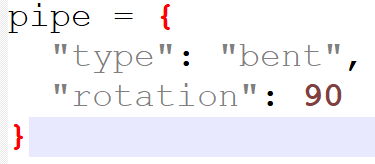 pipe = {
  "type": "bent",
  "rotation": 90
}